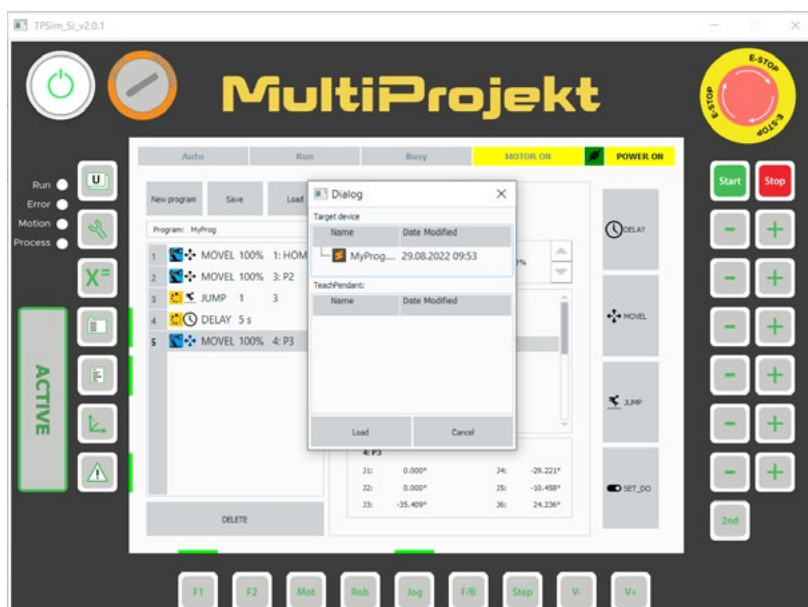 TPSim_Si_v2.0.1
MultiProjekt
E-STOP
E-STOP
E-STOP
Auto Run Busy MOTOR ON POWER ON
Run
Error
Motion
Process
U
X=
ACTIVE
New program Save Load
Program: MyProg
1 MOVEL 100% 1: HOM
2 MOVEL 100% 3: P2
3 JUMP 1 3
4 DELAY 5 s
5 MOVEL 100% 4: P3
DELETE
Dialog
Target device
Name Date Modified
MyProg.... 29.08.2022 09:53
TeachPendant:
Name Date Modified
Load Cancel
%
4: P3
J1: 0.000° J4: -29.221°
J2: 0.000° J5: -10.458°
J3: -35.409° J6: 24.236°
DELAY
MOVEL
JUMP
SET_DO
Start Stop
- +
- +
- +
- +
- +
- +
2nd
F1 F2 Mot Rob Jog F/B Step V- V+